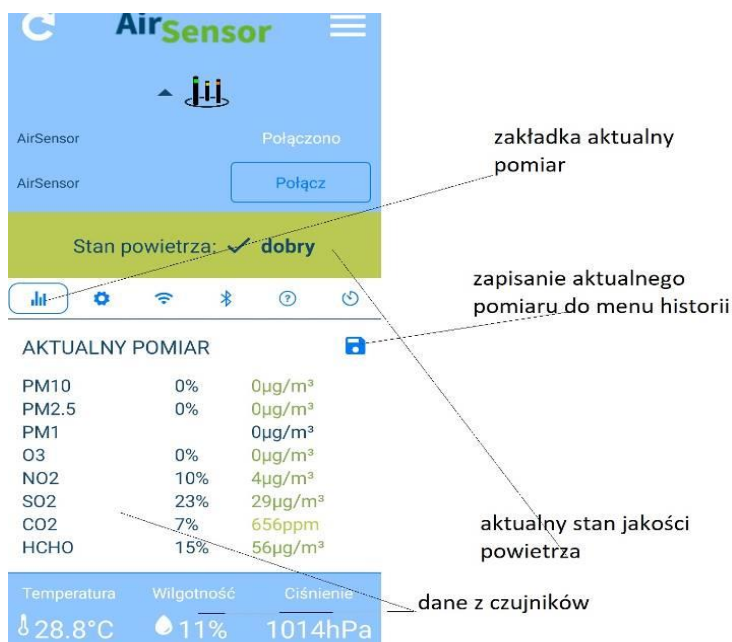 AirSensor
AirSensor Połączono
AirSensor Połącz
zakładka aktualny
pomiar
Stan powietrza: dobry
zapisanie aktualnego
pomiaru do menu historii
AKTUALNY POMIAR
PM10 0% 0µg/m³
PM2.5 0% 0µg/m³
PM1 0µg/m³
O3 0% 0µg/m³
NO2 10% 4µg/m³
SO2 23% 29µg/m³
CO2 7% 656ppm
HCHO 15% 56µg/m³
aktualny stan jakości
powietrza
dane z czujników
Temperatura Wilgotność Ciśnienie
28.8°C 11% 1014hPa